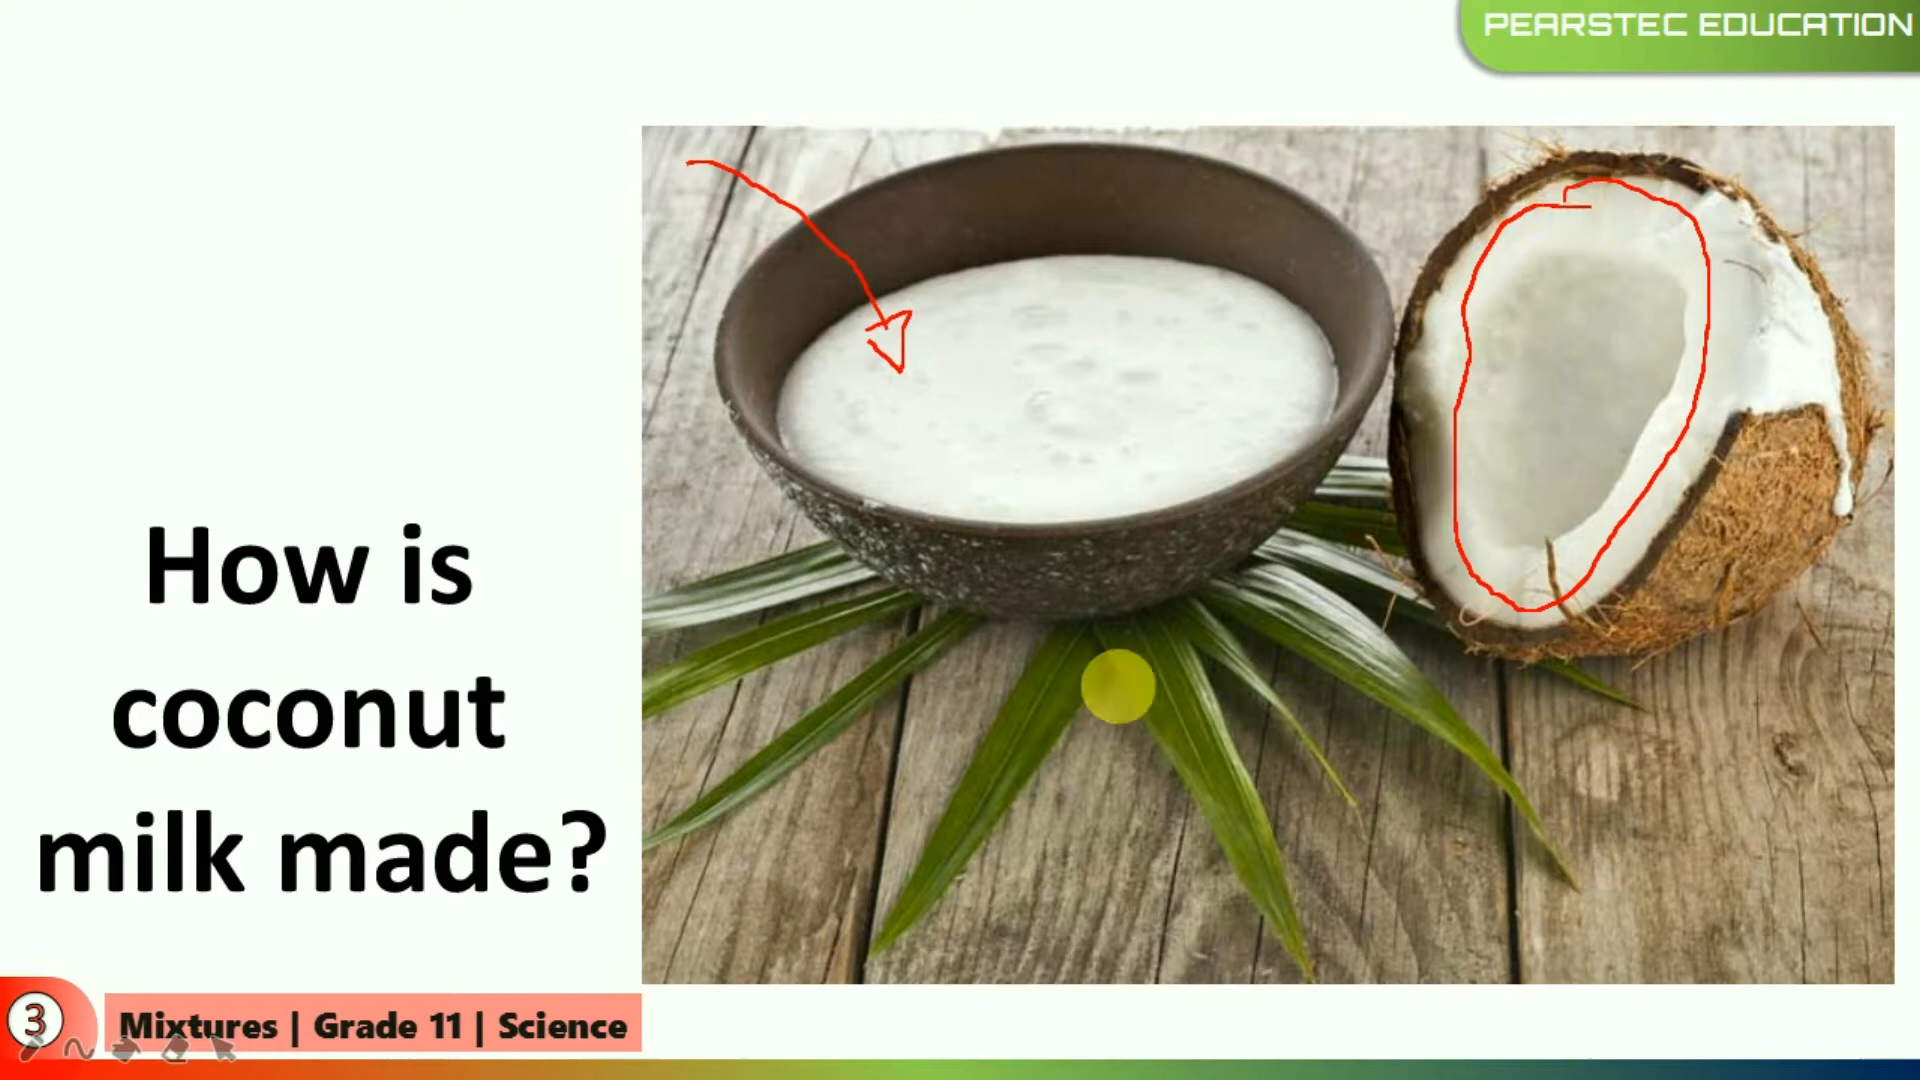 PEARSTEC EDUCATION
How is
coconut
milk made?
3
Mixtures | Grade 11 | Science